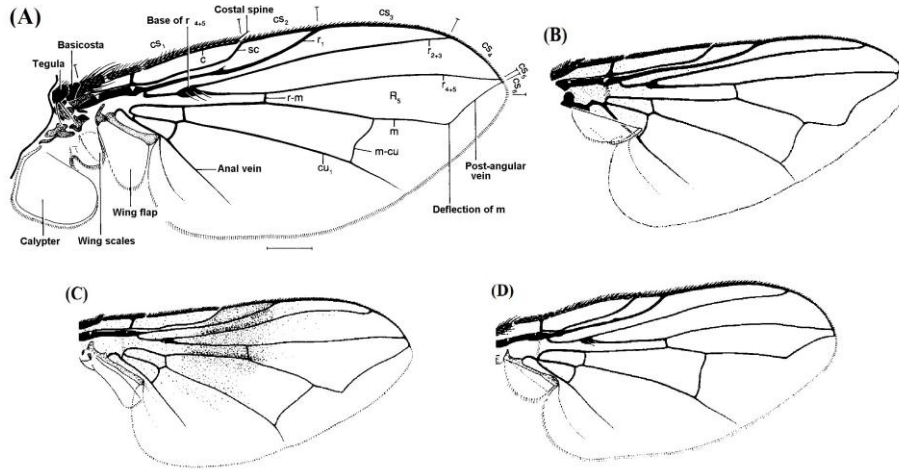 (A)
Base of r 4+5
Costal spine
cs2
cs3
Basicosta
cs1
Tegula
c
sc
r1
r2+3
cs4
cs5
cs6
r4+5
R5
r-m
m
m-cu
cu1
Anal vein
Post-angular
vein
Wing flap
Deflection of m
Calypter
Wing scales
(B)
(C)
(D)